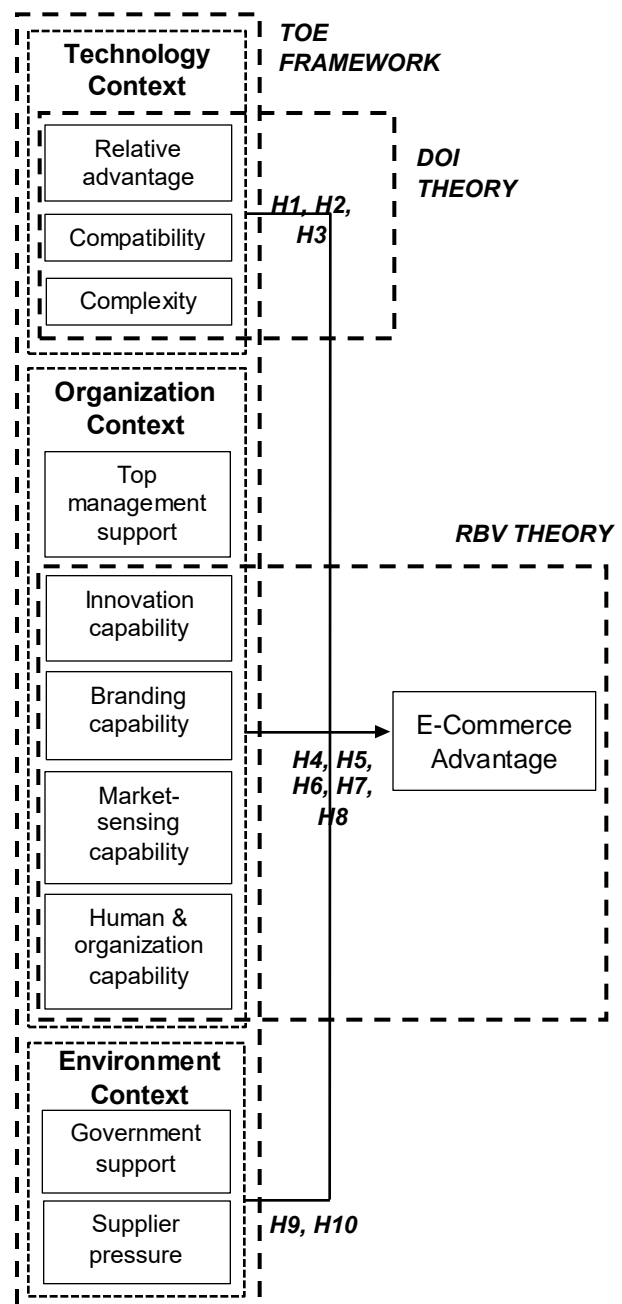 TOE
FRAMEWORK
Technology
Context
DOI
THEORY
Relative
advantage
H1, H2,
H3
Compatibility
Complexity
Organization
Context
Top
management
support
RBV THEORY
Innovation
capability
Branding
capability
E-Commerce
Advantage
H4, H5,
H6, H7,
H8
Market-
sensing
capability
Human &
organization
capability
Environment
Context
Government
support
Supplier
pressure
H9, H10